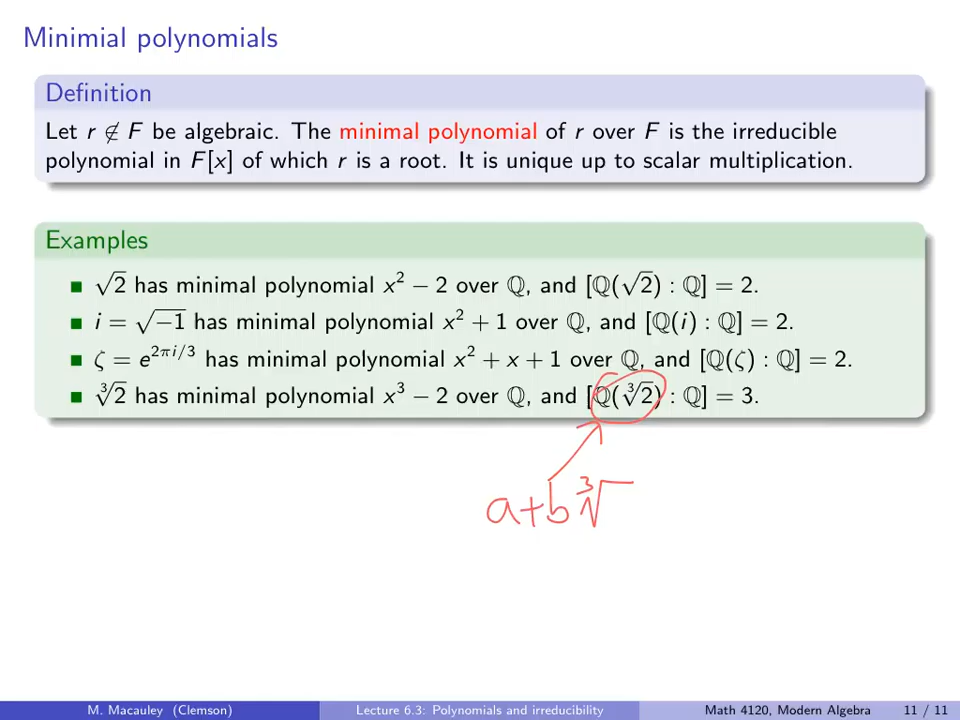 Minimial polynomials
Definition
Let r ∉ F be algebraic. The minimal polynomial of r over F is the irreducible
polynomial in F[x] of which r is a root. It is unique up to scalar multiplication.
Examples
√2 has minimal polynomial x² − 2 over ℚ, and [ℚ(√2) : ℚ] = 2.
i = √−1 has minimal polynomial x² + 1 over ℚ, and [ℚ(i) : ℚ] = 2.
ζ = e^{2πi/3} has minimal polynomial x² + x + 1 over ℚ, and [ℚ(ζ) : ℚ] = 2.
∛2 has minimal polynomial x³ − 2 over ℚ, and [ℚ(∛2) : ℚ] = 3.
a+b∛
M. Macauley (Clemson) Lecture 6.3: Polynomials and irreducibility Math 4120, Modern Algebra 11 / 11